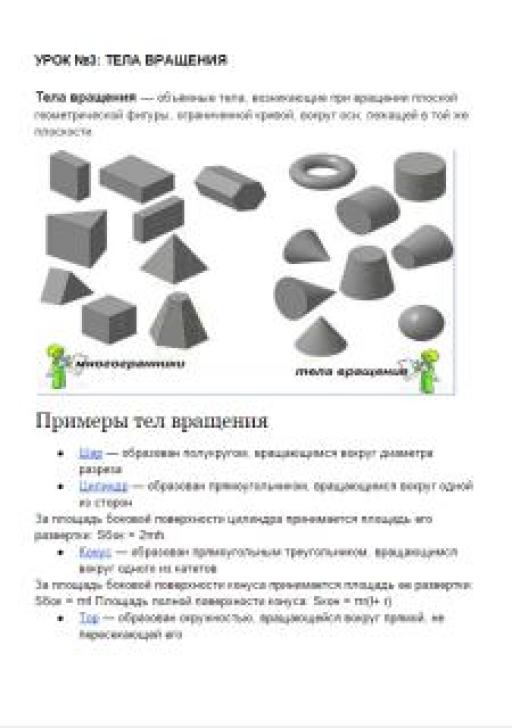 УРОК №3: ТЕЛА ВРАЩЕНИЯ
Тела вращения — объёмные тела, возникающие при вращении плоской
геометрической фигуры, ограниченной кривой, вокруг оси, лежащей в той же
плоскости
многогранники
тела вращения
Примеры тел вращения
Шар — образован полукругом, вращающимся вокруг диаметра
разреза
Цилиндр — образован прямоугольником, вращающимся вокруг одной
из сторон
За площадь боковой поверхности цилиндра принимается площадь его
развертки: Sбок = 2πrh
Конус — образован прямоугольным треугольником, вращающимся
вокруг одного из катетов
За площадь боковой поверхности конуса принимается площадь ее развертки:
Sбок = πrl Площадь полной поверхности конуса: Sкон = πr(l+ r)
Тор — образован окружностью, вращающейся вокруг прямой, не
пересекающей его